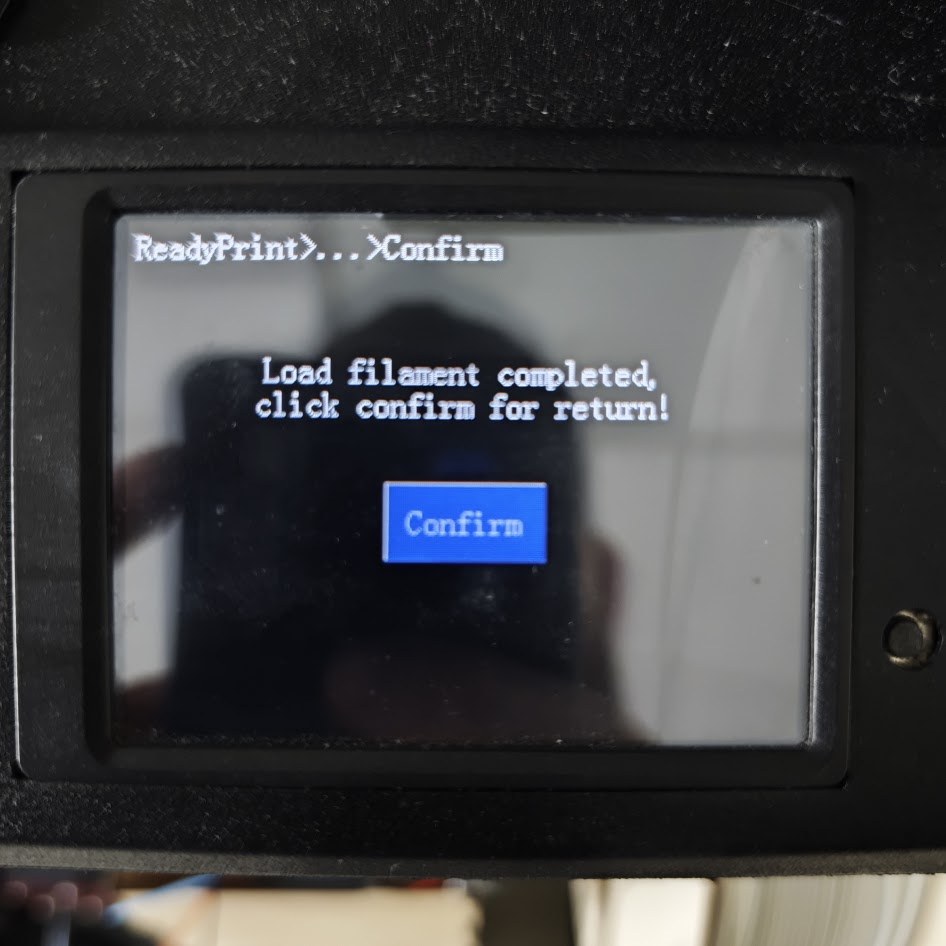 ReadyPrint>...>Confirm
Load filament completed,
click confirm for return!
Confirm